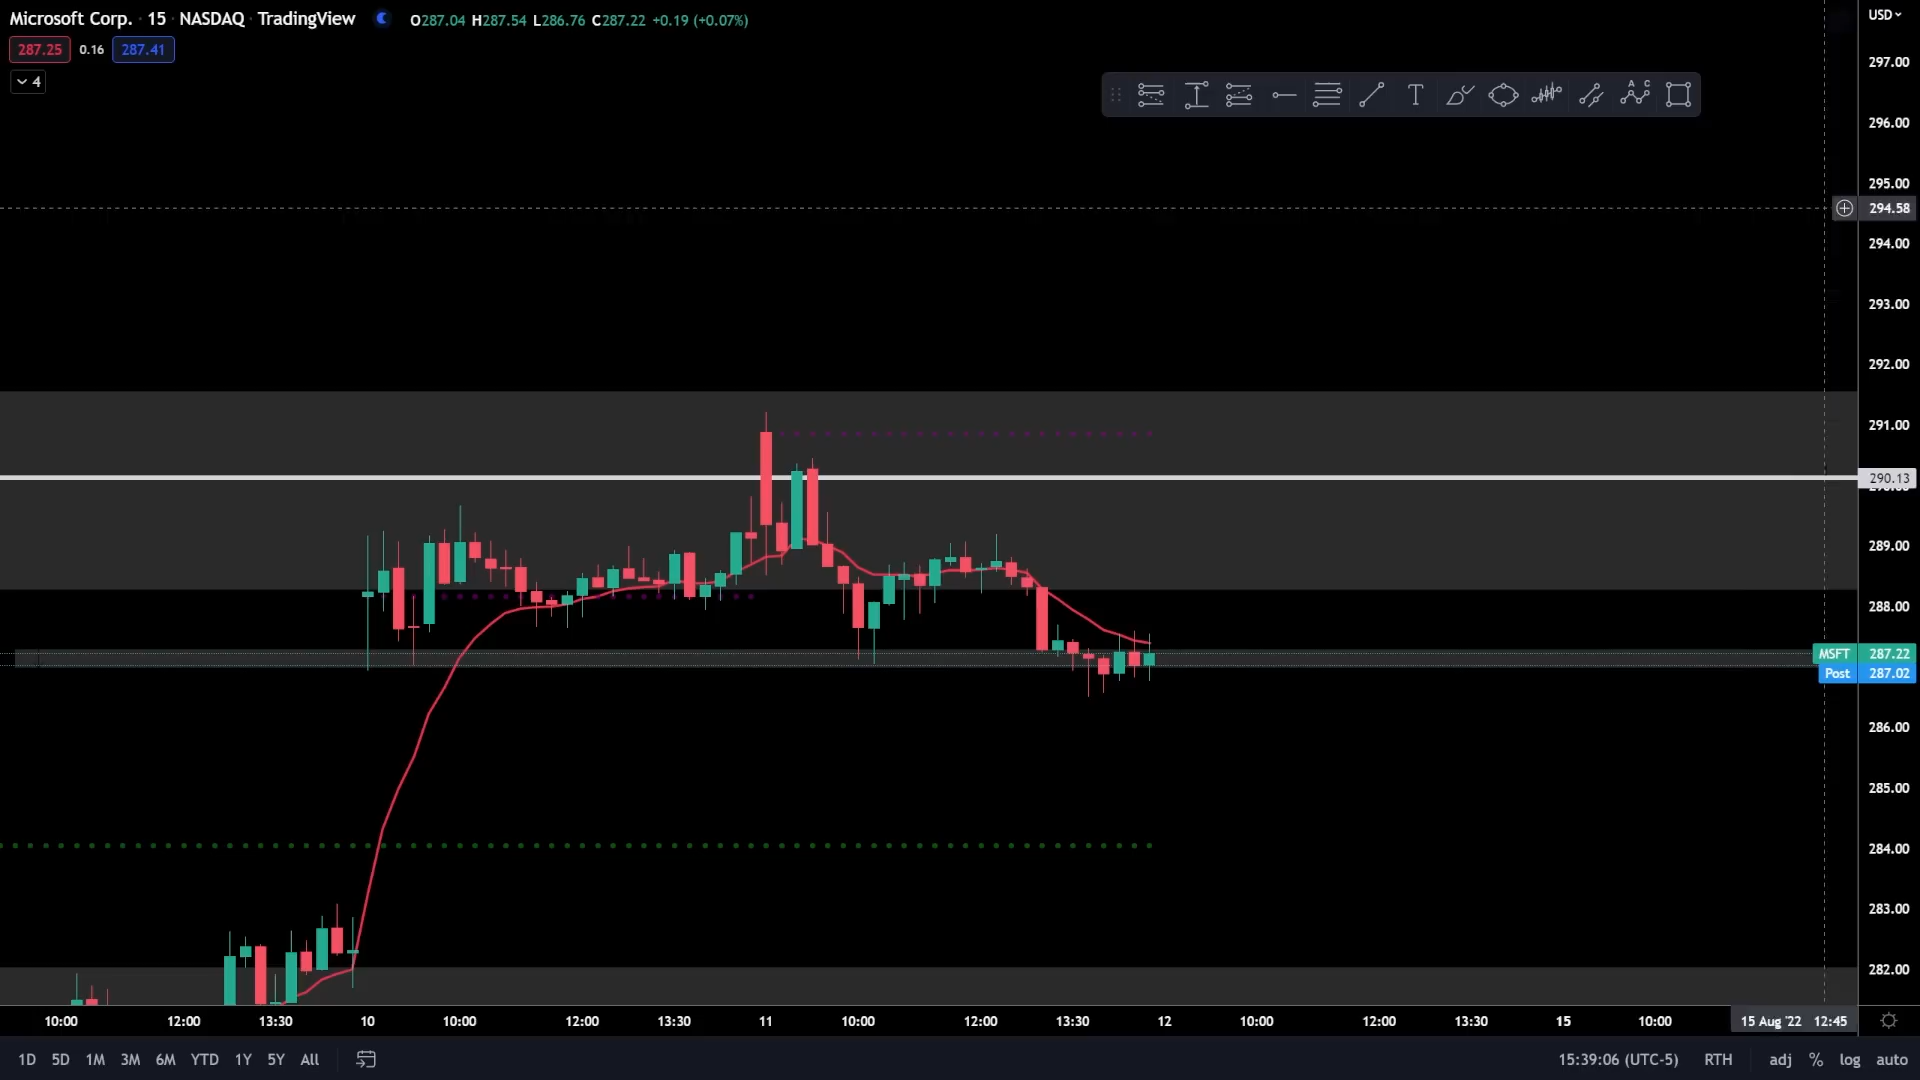 Microsoft Corp. · 15 · NASDAQ · TradingView O287.04 H287.54 L286.76 C287.22 +0.19 (+0.07%)
USD
287.25 0.16 287.41
4
T
A C
297.00
296.00
295.00
294.58
294.00
293.00
292.00
291.00
290.13
289.00
288.00
MSFT 287.22
Post 287.02
286.00
285.00
284.00
283.00
282.00
10:00 12:00 13:30 10 10:00 12:00 13:30 11 10:00 12:00 13:30 12 10:00 12:00 13:30 15 10:00 15 Aug '22 12:45
1D 5D 1M 3M 6M YTD 1Y 5Y All 15:39:06 (UTC-5) RTH adj % log auto